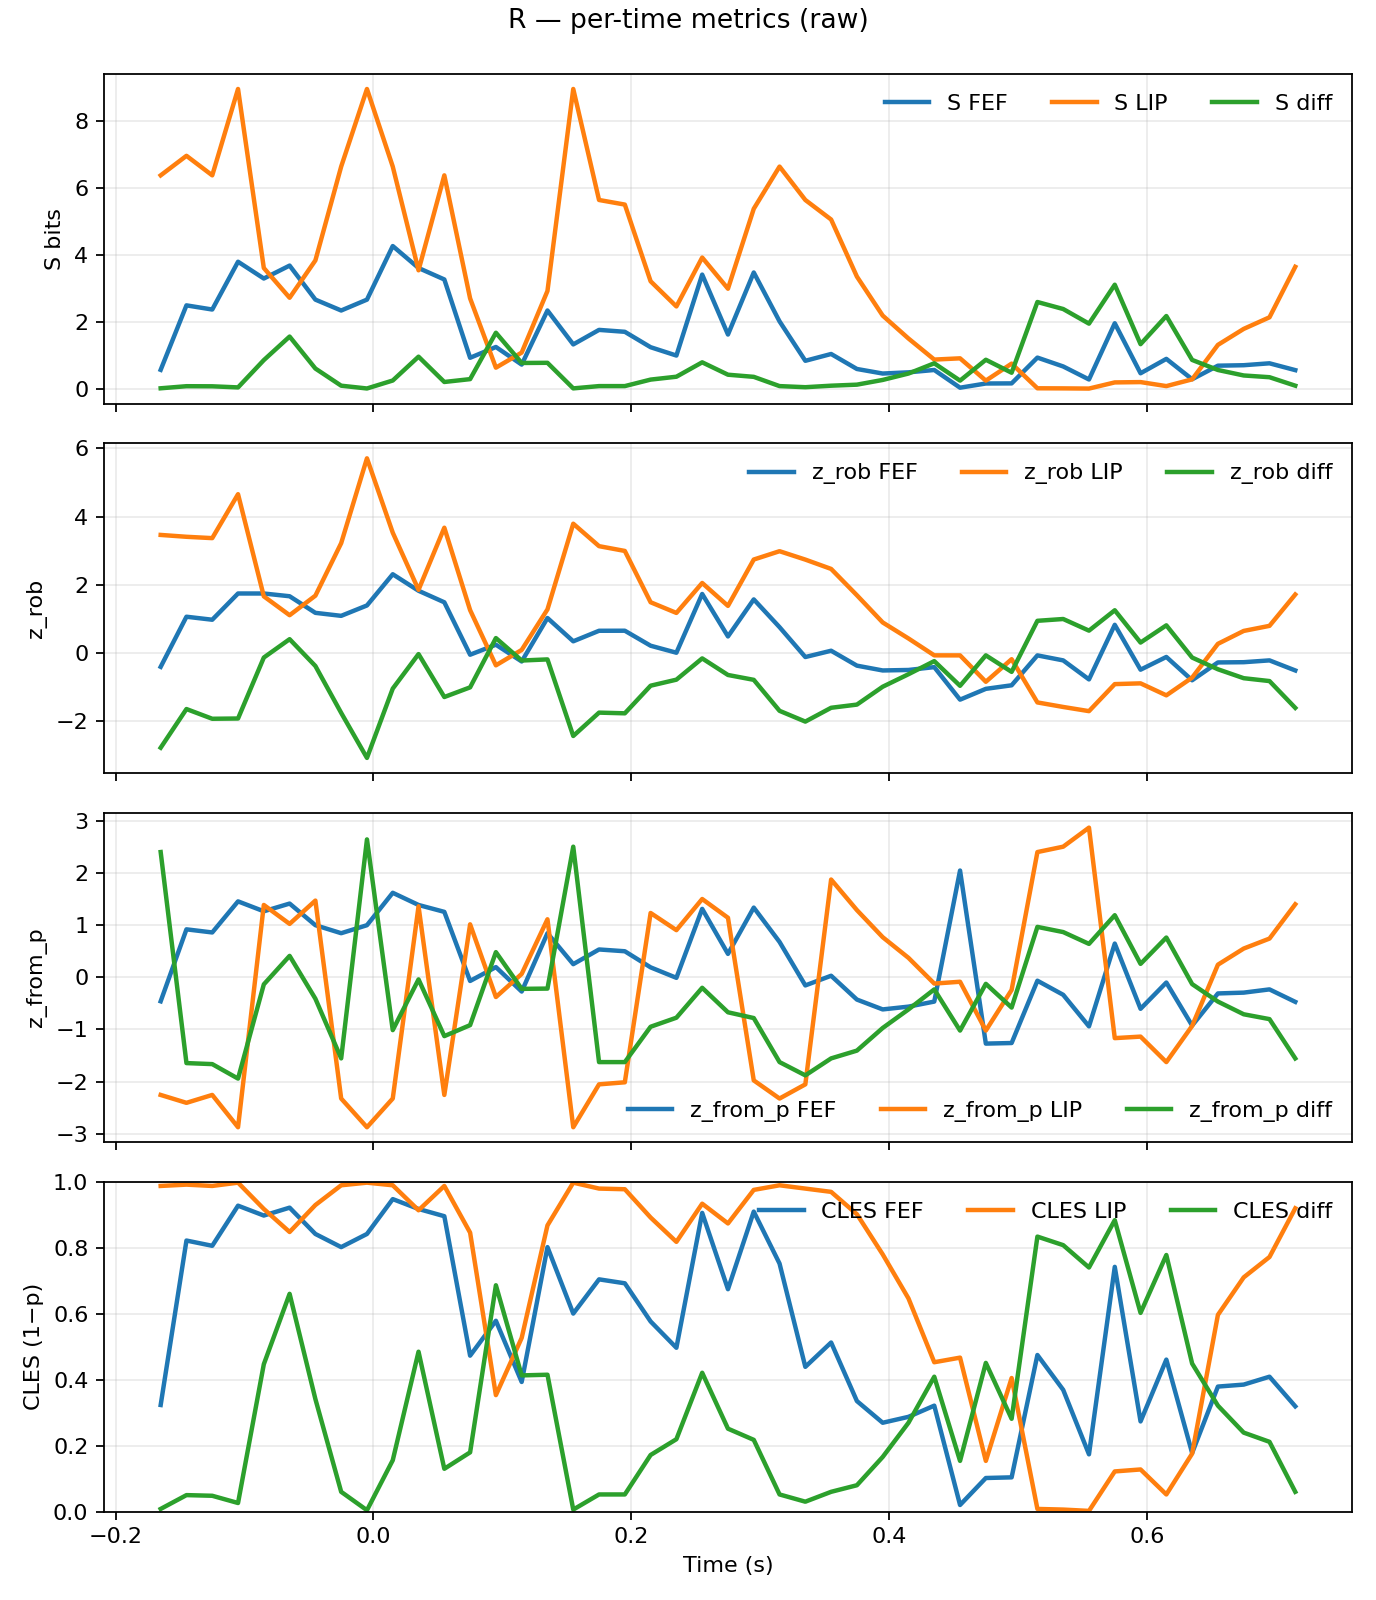 R — per-time metrics (raw)
S FEF S LIP S diff
8
6
4
2
0
S bits
z_rob FEF z_rob LIP z_rob diff
6
4
2
0
−2
z_rob
3
2
1
0
−1
−2
−3
z_from_p
z_from_p FEF z_from_p LIP z_from_p diff
CLES FEF CLES LIP CLES diff
1.0
0.8
0.6
0.4
0.2
0.0
CLES (1−p)
−0.2 0.0 0.2 0.4 0.6
Time (s)